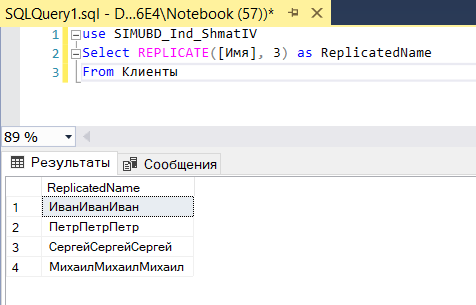 SQLQuery1.sql - D...6E4\Notebook (57))*
1 use SIMUBD_Ind_ShmatIV
2 Select REPLICATE([Имя], 3) as ReplicatedName
3 From Клиенты
89 %
Результаты Сообщения
ReplicatedName
1 ИванИванИван
2 ПетрПетрПетр
3 СергейСергейСергей
4 МихаилМихаилМихаил